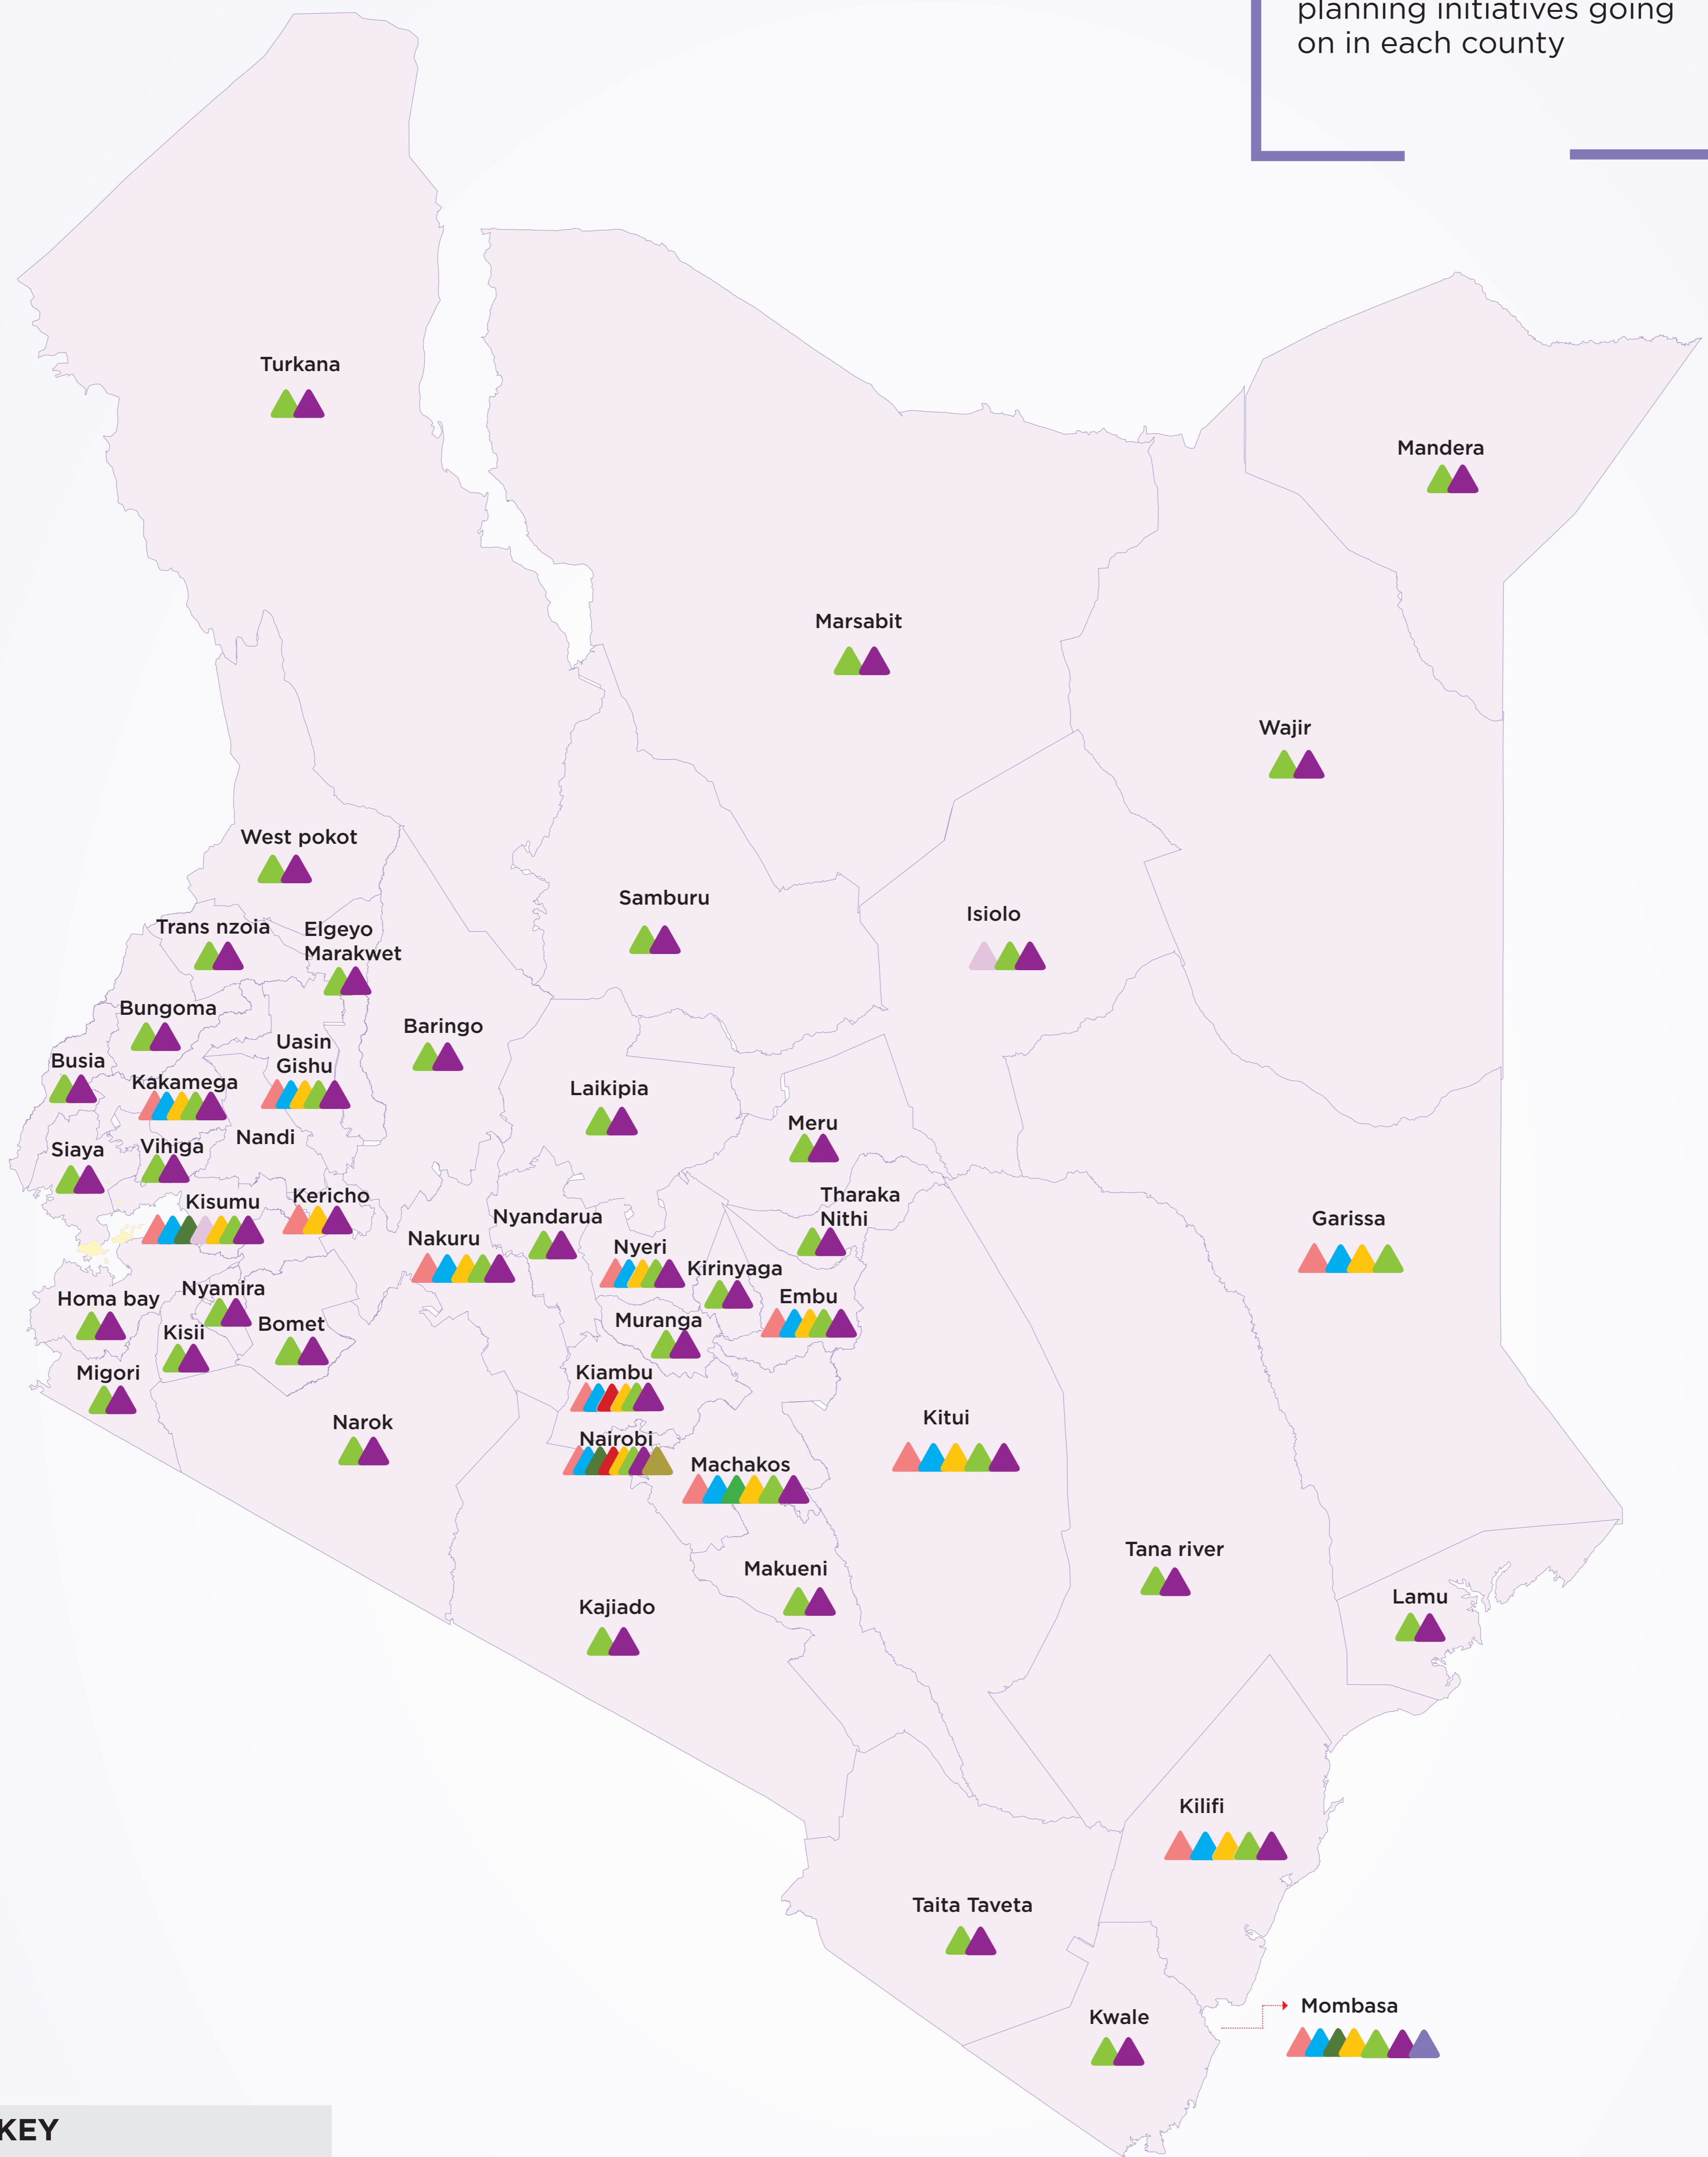 planning initiatives going
on in each county
Turkana
Mandera
Marsabit
Wajir
West pokot
Samburu
Isiolo
Trans nzoia
Elgeyo
Marakwet
Bungoma
Baringo
Uasin
Gishu
Busia
Kakamega
Laikipia
Meru
Nandi
Vihiga
Siaya
Kisumu
Kericho
Tharaka
Nithi
Nyandarua
Garissa
Nakuru
Nyeri
Kirinyaga
Nyamira
Homa bay
Embu
Kisii
Bomet
Muranga
Migori
Kiambu
Narok
Kitui
Nairobi
Machakos
Tana river
Makueni
Lamu
Kajiado
Kilifi
Taita Taveta
Mombasa
Kwale
KEY